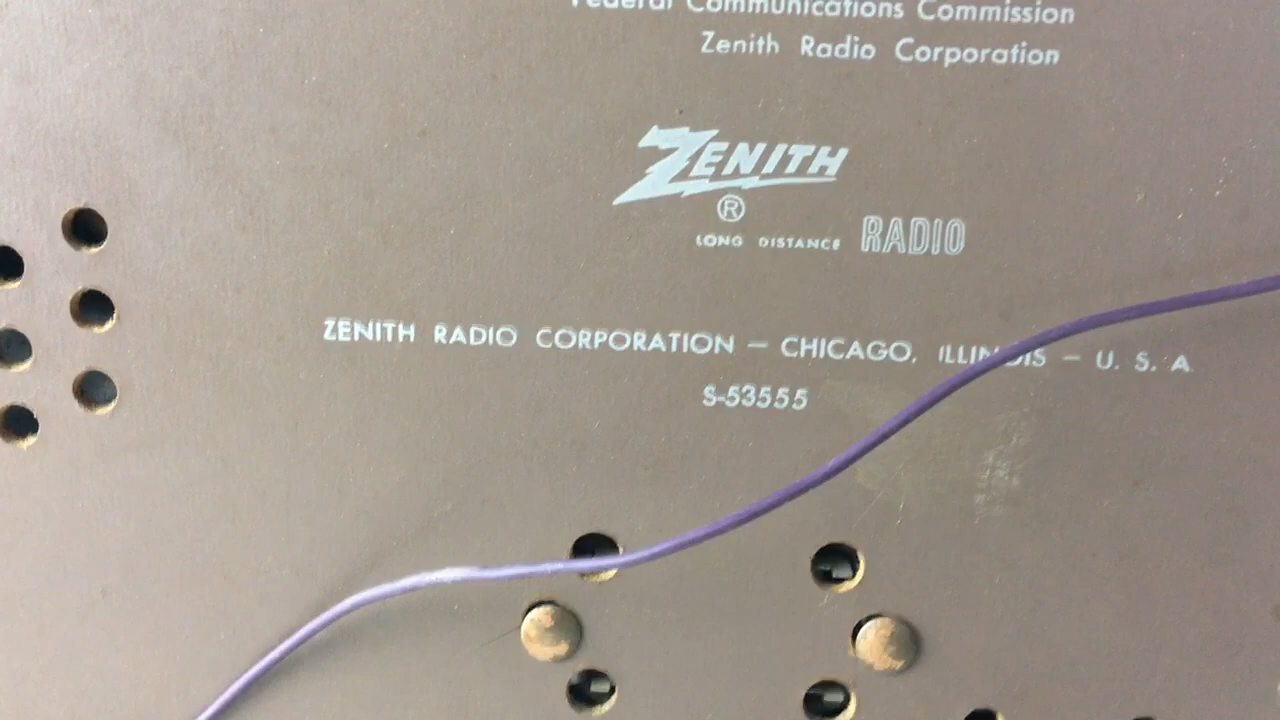 Federal Communications Commission
Zenith Radio Corporation
ZENITH
®
LONG DISTANCE RADIO
ZENITH RADIO CORPORATION – CHICAGO, ILLINOIS – U. S. A.
S-53555